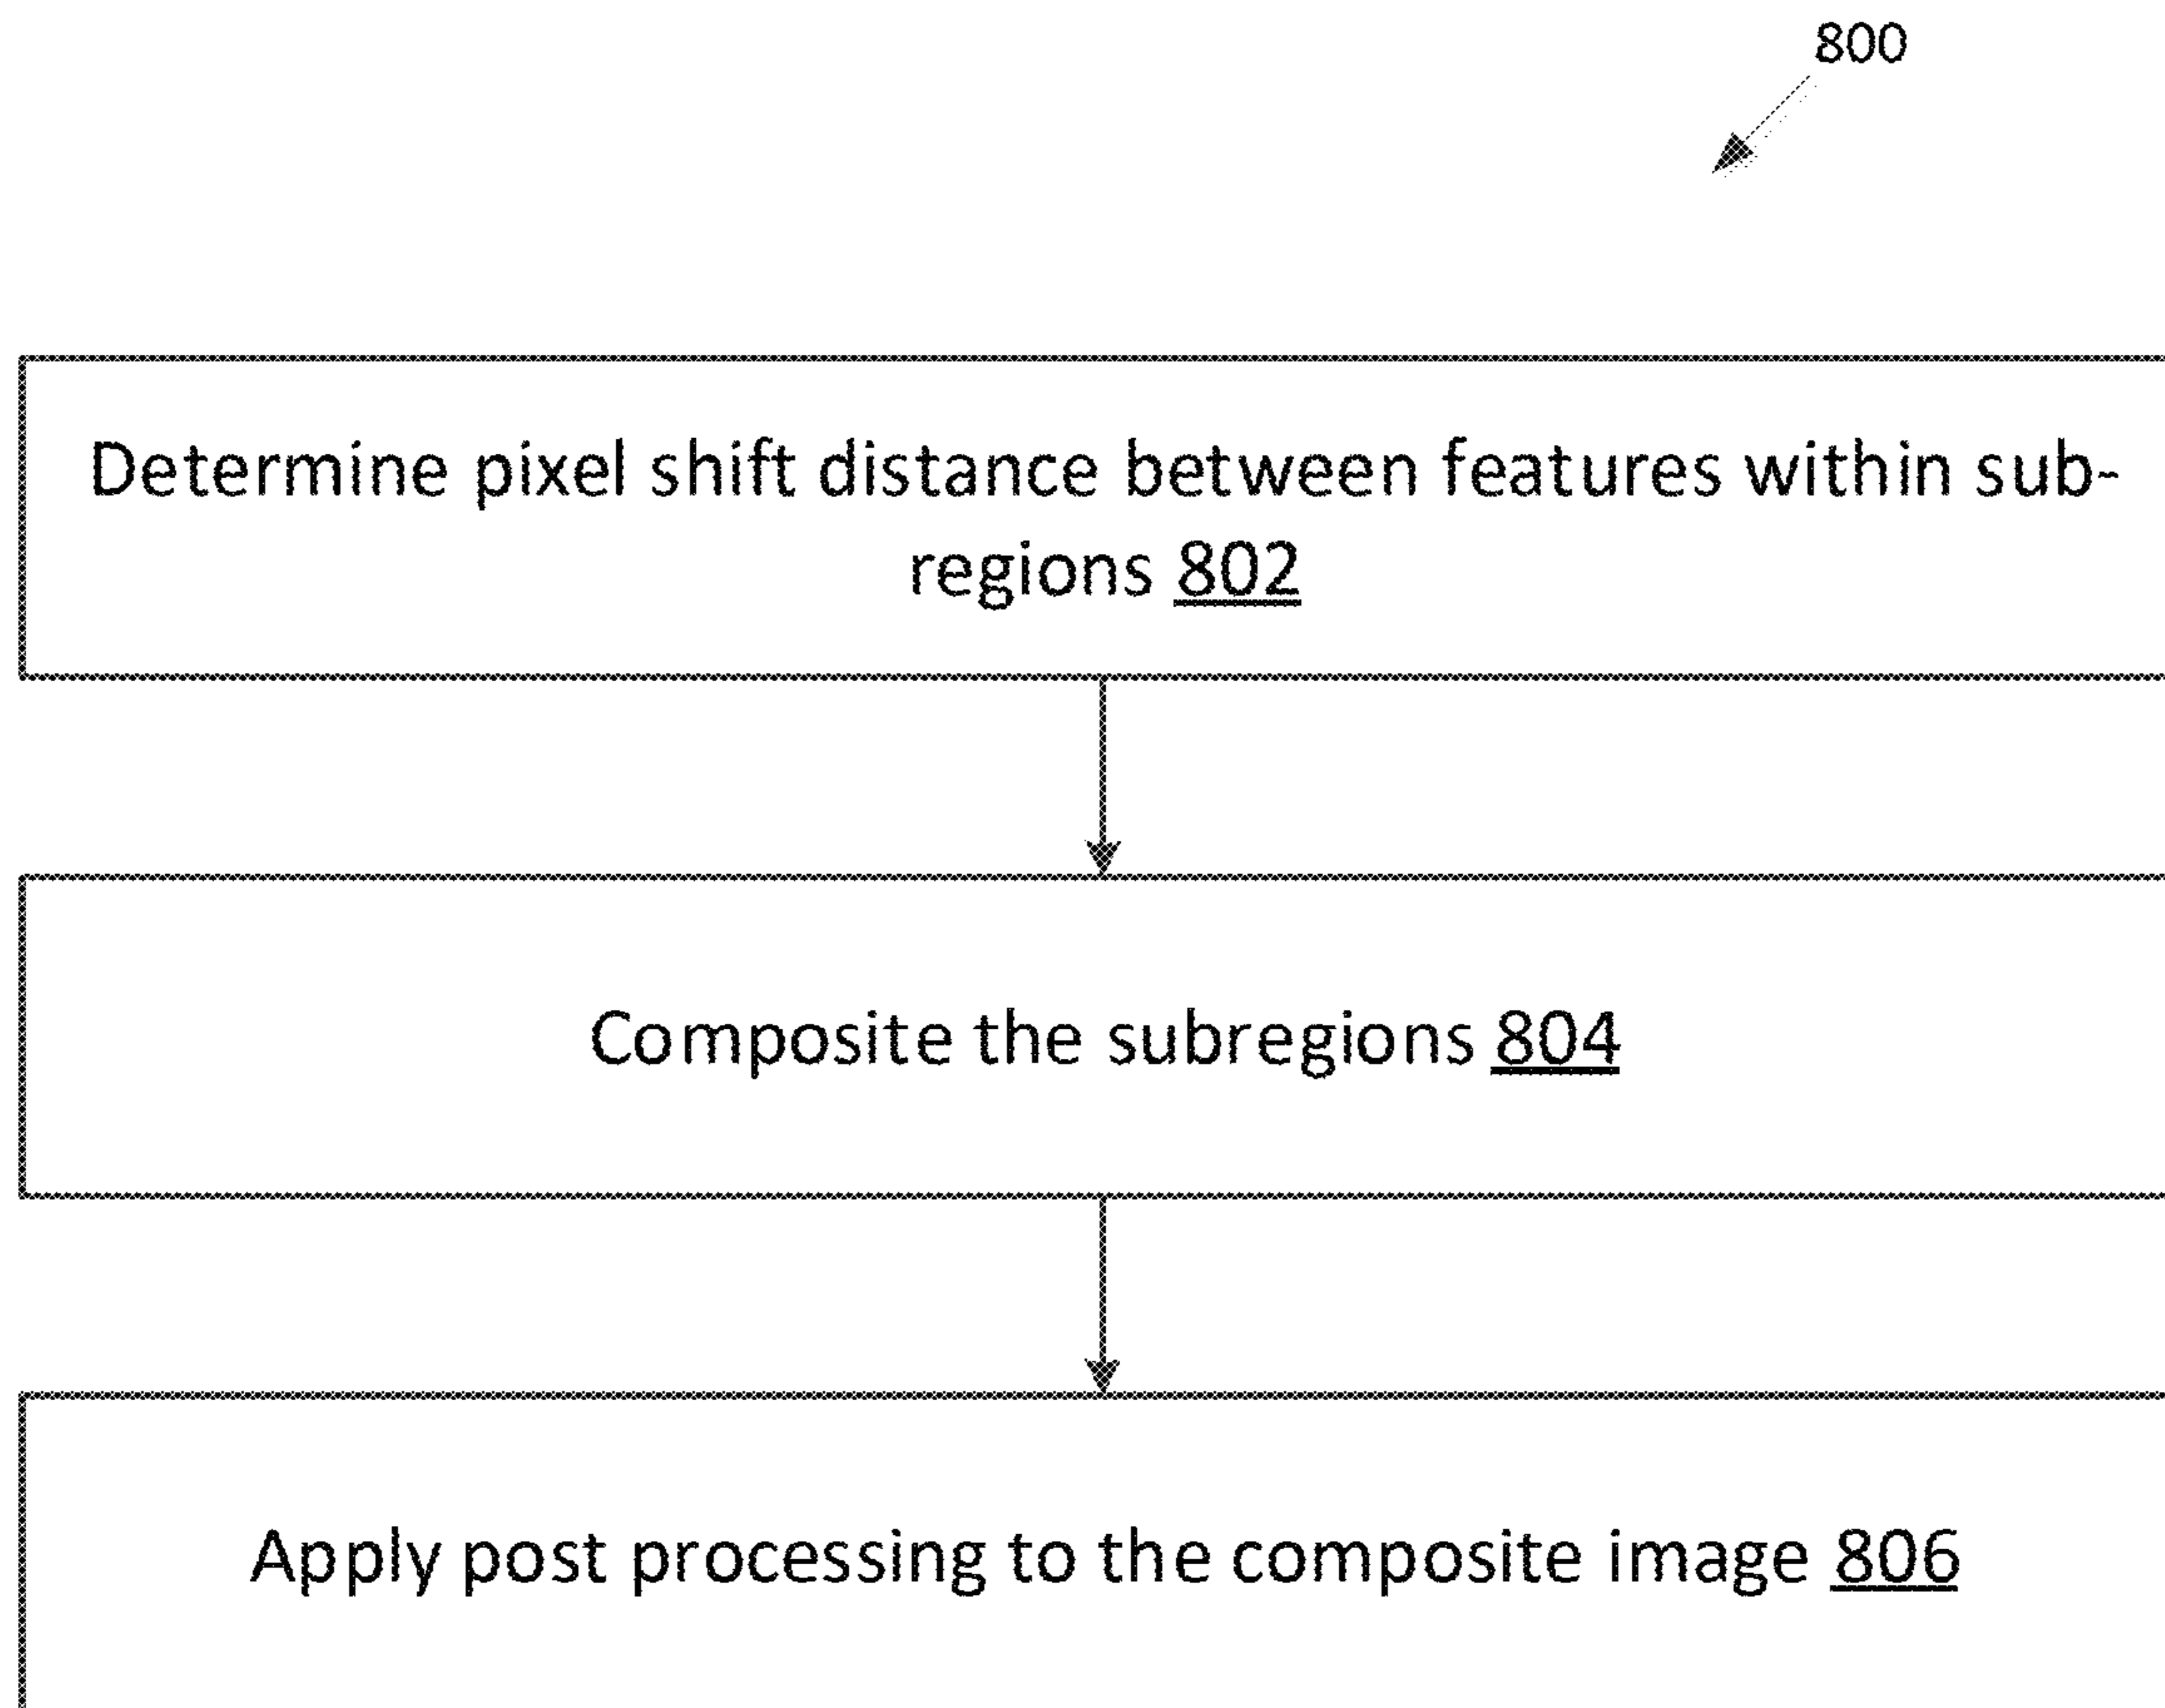 800
Determine pixel shift distance between features within sub-
regions 802
Composite the subregions 804
Apply post processing to the composite image 806